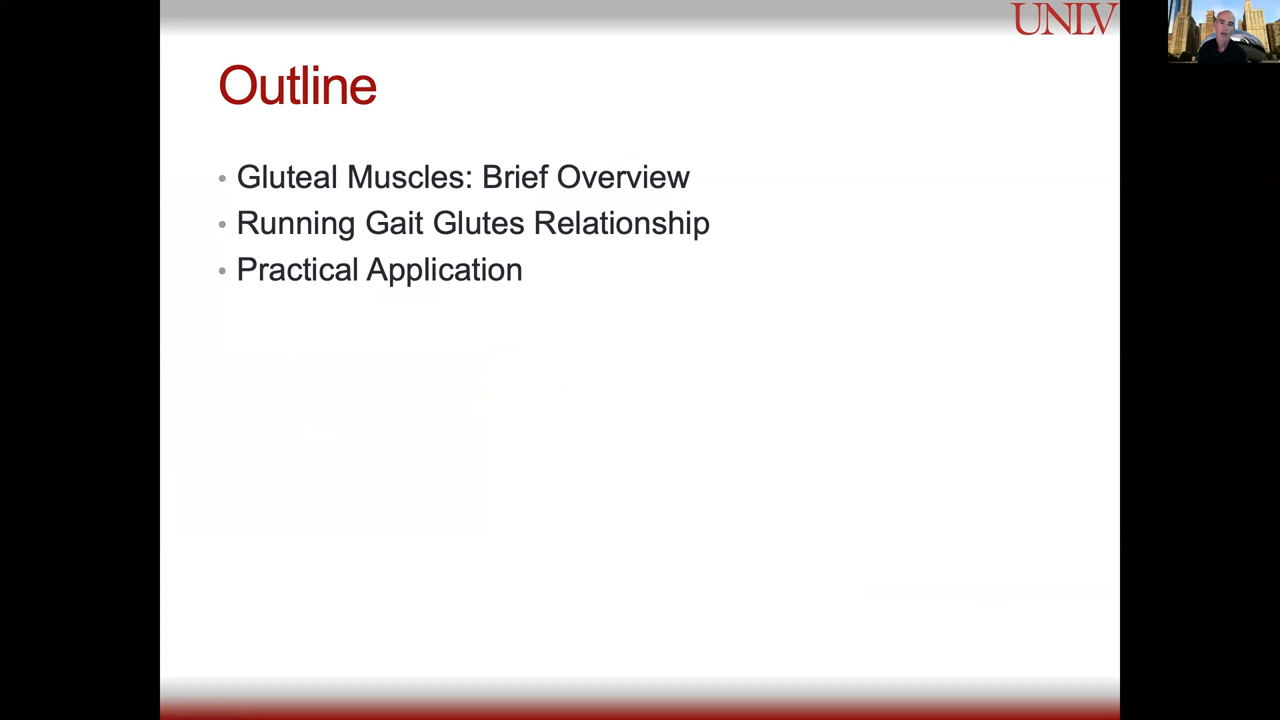 UNLV
Outline
• Gluteal Muscles: Brief Overview
• Running Gait Glutes Relationship
• Practical Application